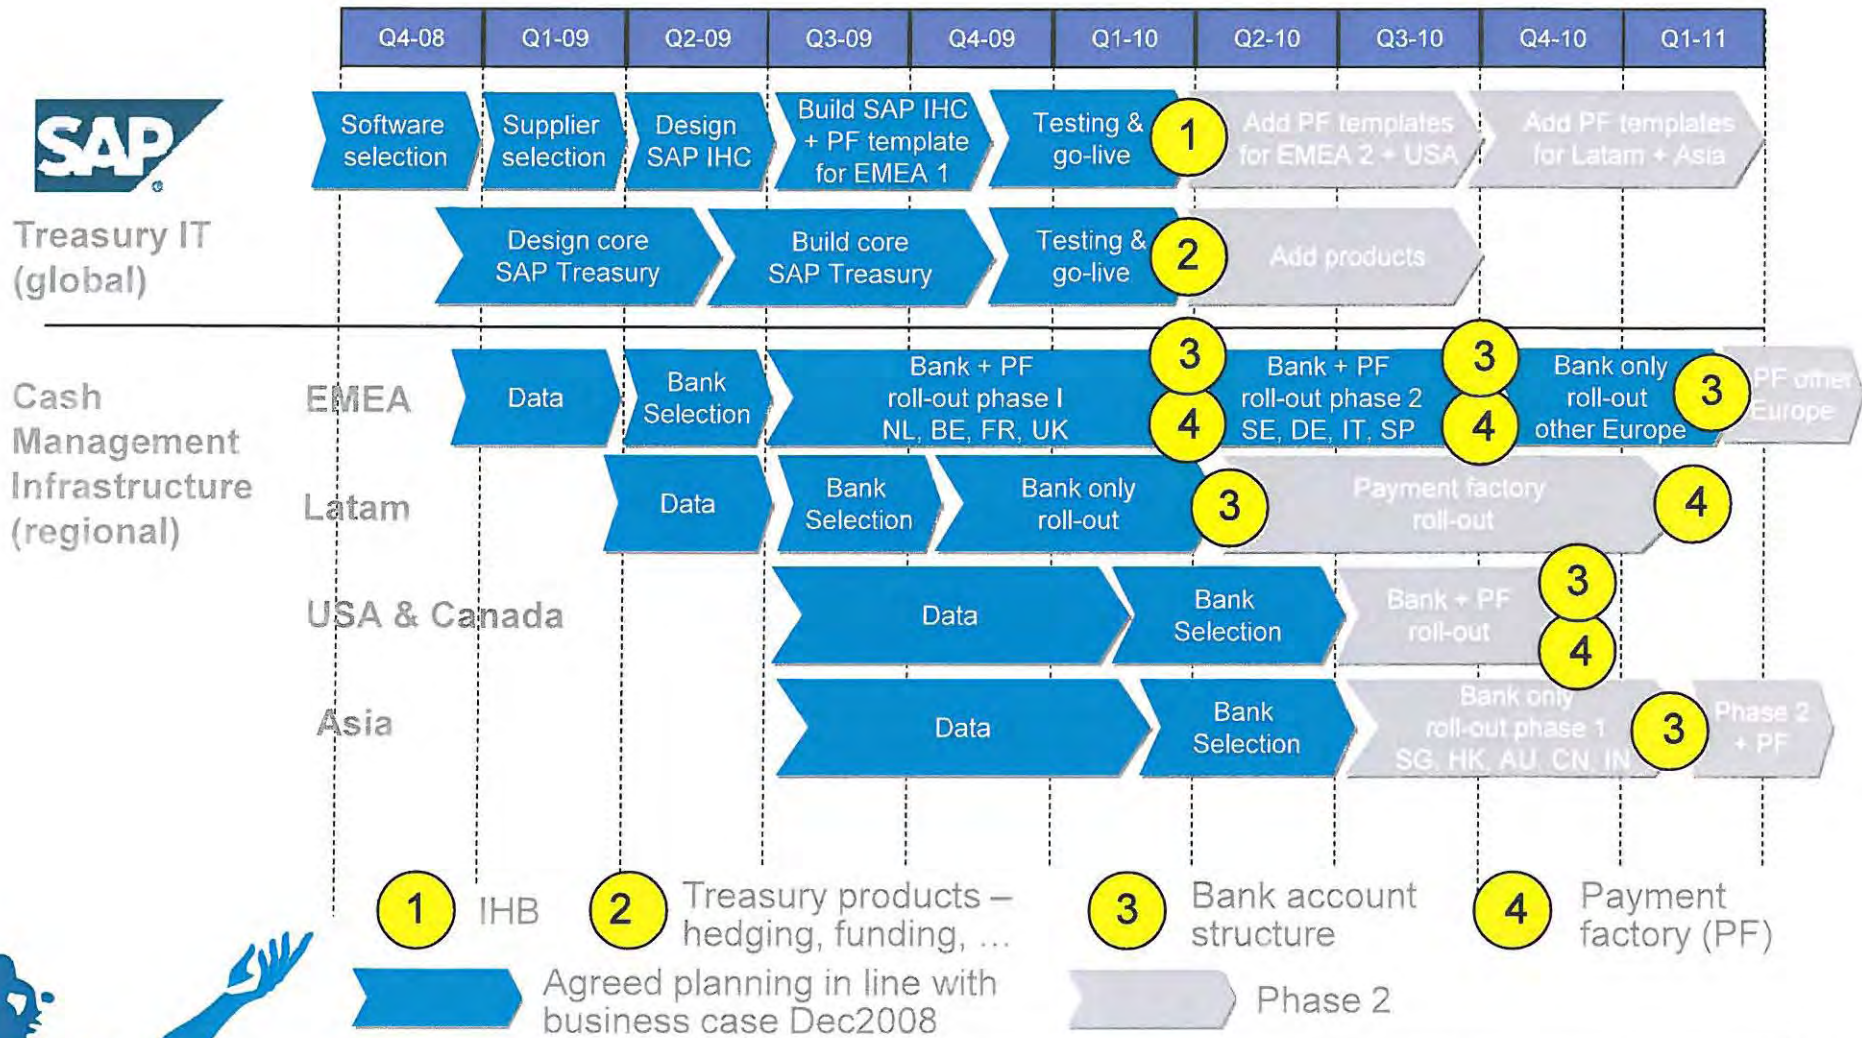 Q4-08 Q1-09 Q2-09 Q3-09 Q4-09 Q1-10 Q2-10 Q3-10 Q4-10 Q1-11
SAP
Treasury IT
(global)
Software
selection
Supplier
selection
Design
SAP IHC
Build SAP IHC
+ PF template
for EMEA 1
Testing &
go-live
1
Add PF templates
for EMEA 2 + USA
Add PF templates
for Latam + Asia
Design core
SAP Treasury
Build core
SAP Treasury
Testing &
go-live
2
Add products
Cash
Management
Infrastructure
(regional)
EMEA
Data
Bank
Selection
Bank + PF
roll-out phase I
NL, BE, FR, UK
3
4
Bank + PF
roll-out phase 2
SE, DE, IT, SP
3
4
Bank only
roll-out
other Europe
3
PF other
Europe
Latam
Data
Bank
Selection
Bank only
roll-out
3
Payment factory
roll-out
4
USA & Canada
Data
Bank
Selection
Bank + PF
roll-out
3
4
Asia
Data
Bank
Selection
Bank only
roll-out phase 1
SG, HK, AU, CN, IN
3
Phase 2
+ PF
1 IHB
2 Treasury products –
hedging, funding, ...
3 Bank account
structure
4 Payment
factory (PF)
Agreed planning in line with
business case Dec2008
Phase 2